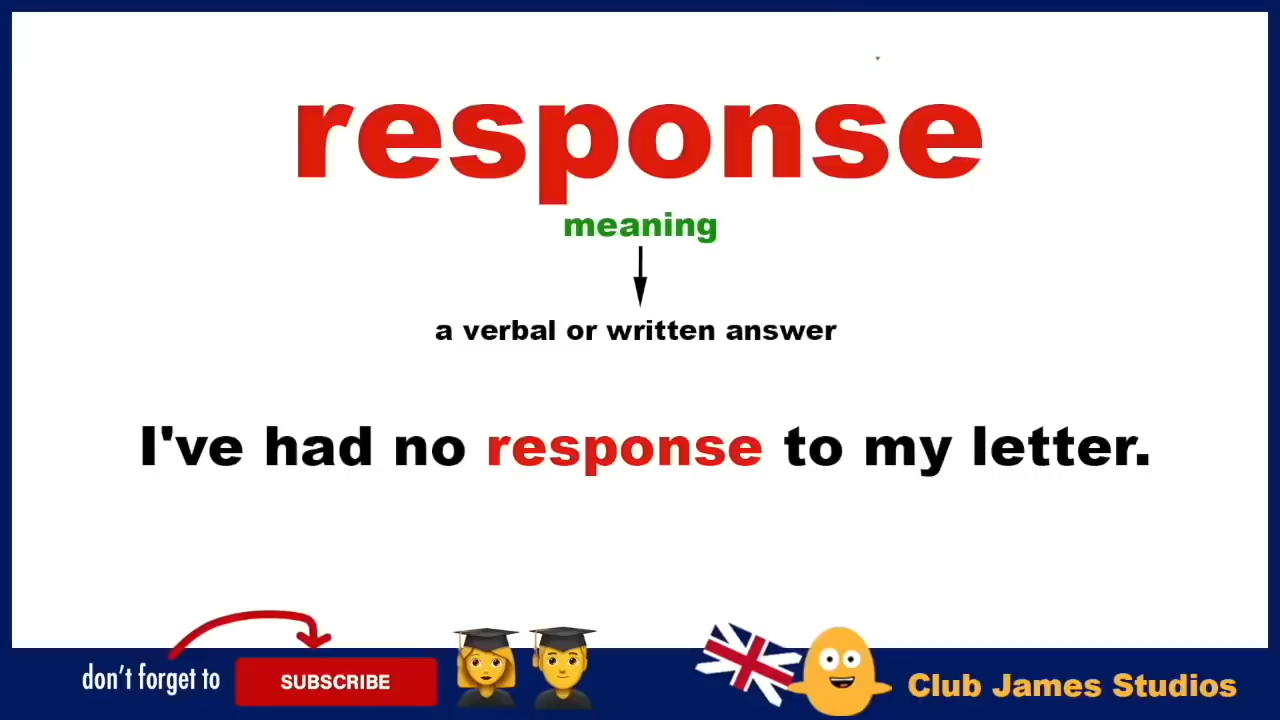 response
meaning
a verbal or written answer
I've had no response to my letter.
don't forget to
SUBSCRIBE
Club James Studios